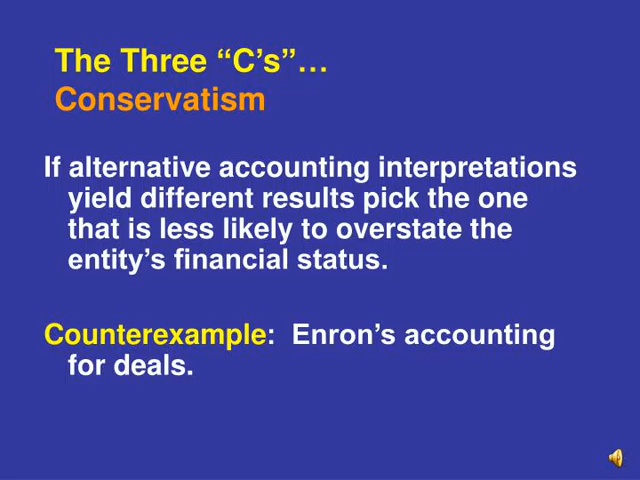 The Three “C’s”…
Conservatism
If alternative accounting interpretations
yield different results pick the one
that is less likely to overstate the
entity’s financial status.
Counterexample:  Enron’s accounting
for deals.